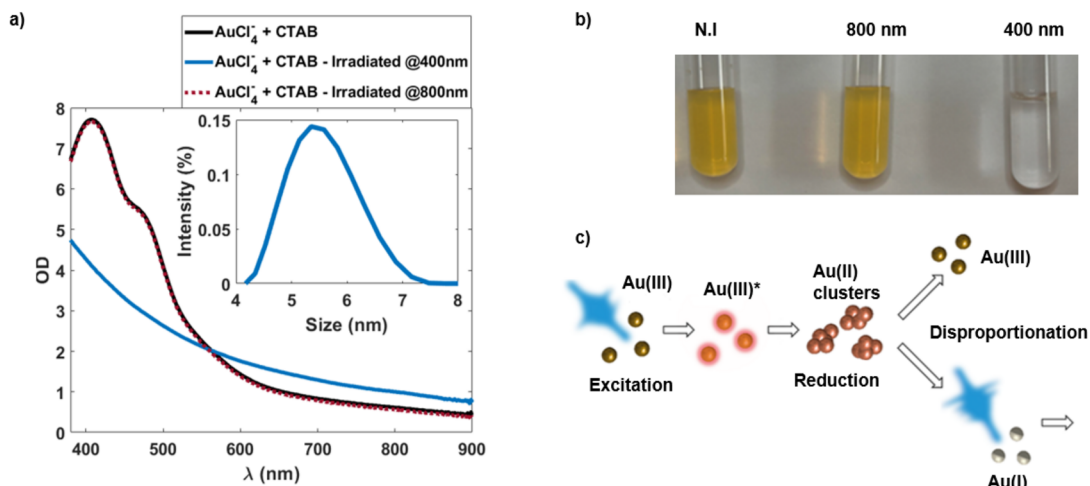 a)
AuCl₄⁻ + CTAB
AuCl₄⁻ + CTAB - Irradiated @400nm
AuCl₄⁻ + CTAB - Irradiated @800nm
OD
8
7
6
5
4
3
2
1
0
400 500 600 700 800 900
λ (nm)
Intensity (%)
0.15
0.1
0.05
0
4 5 6 7 8
Size (nm)
b)
N.I 800 nm 400 nm
c)
Au(III)
Excitation
Au(III)*
Au(II)
clusters
Reduction
Au(III)
Disproportionation
Au(I)